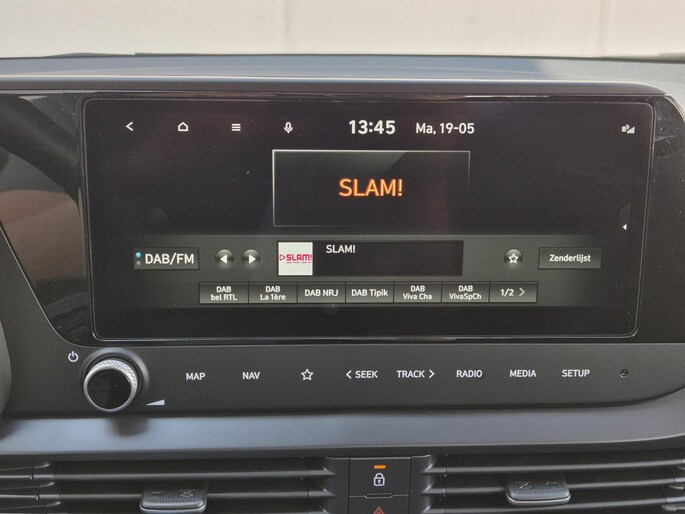 13:45 Ma, 19-05
SLAM!
DAB/FM
SLAM!
SLAM!
Zenderlijst
DAB bel RTL
DAB La 1ère
DAB NRJ
DAB Tipik
DAB Viva Cha
DAB VivaSpCh
1/2
MAP NAV SEEK TRACK RADIO MEDIA SETUP